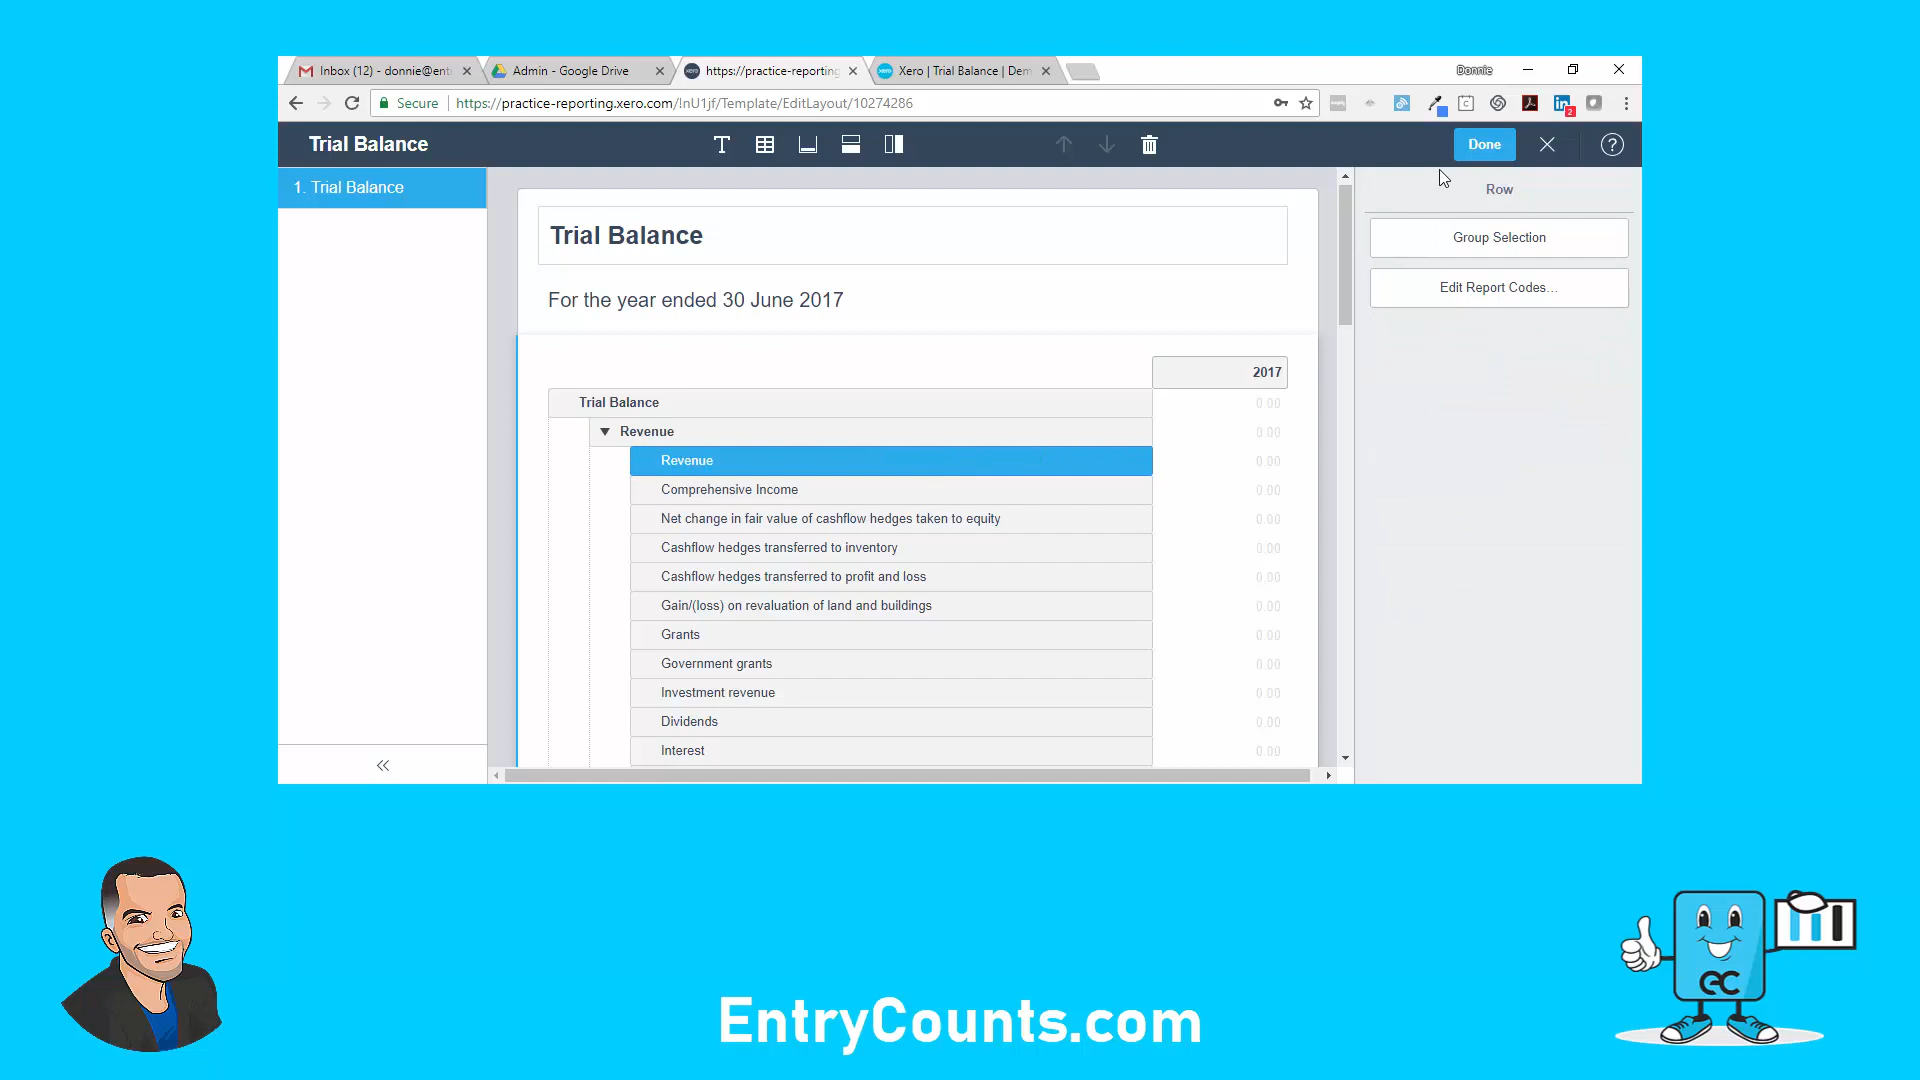 Inbox (12) - donnie@ent
Admin - Google Drive
https://practice-reporting
Xero | Trial Balance | Dem
Donnie
Secure
https://practice-reporting.xero.com/!nU1jf/Template/EditLayout/10274286
Trial Balance
T
Done
?
1. Trial Balance
Row
Group Selection
Edit Report Codes...
Trial Balance
For the year ended 30 June 2017
2017
Trial Balance 0.00
Revenue 0.00
Revenue 0.00
Comprehensive Income 0.00
Net change in fair value of cashflow hedges taken to equity 0.00
Cashflow hedges transferred to inventory 0.00
Cashflow hedges transferred to profit and loss 0.00
Gain/(loss) on revaluation of land and buildings 0.00
Grants 0.00
Government grants 0.00
Investment revenue 0.00
Dividends 0.00
Interest 0.00
ec
EntryCounts.com